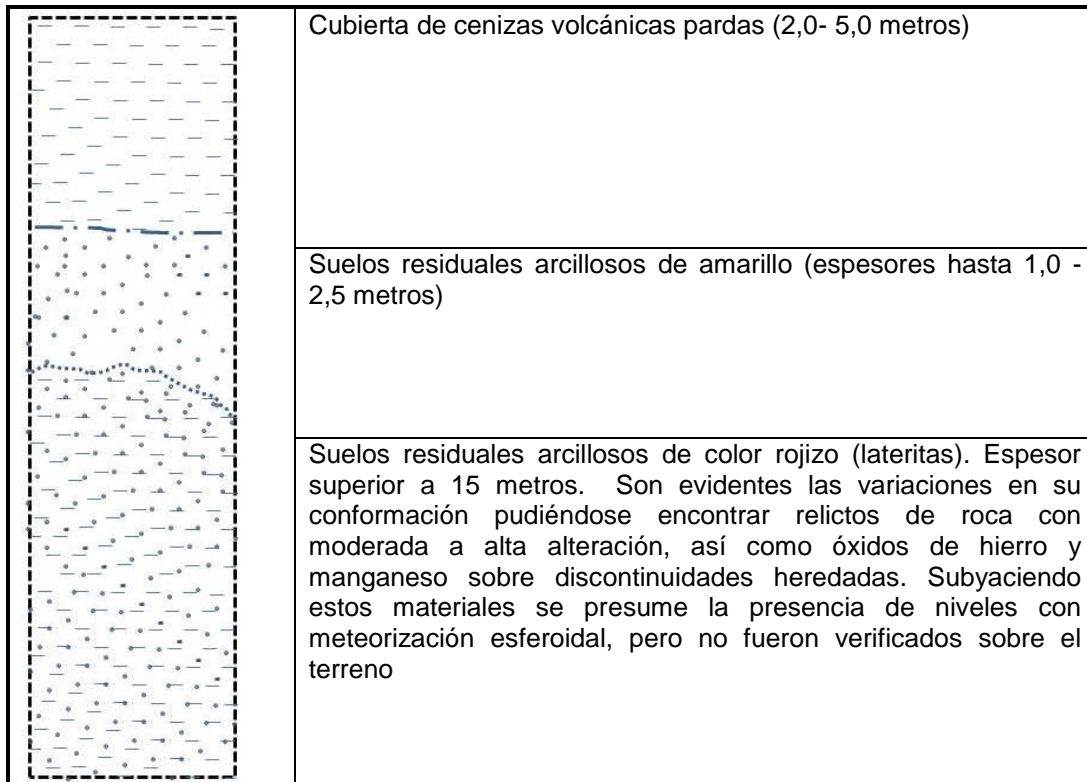 Cubierta de cenizas volcánicas pardas (2,0- 5,0 metros)
Suelos residuales arcillosos de amarillo (espesores hasta 1,0 -
2,5 metros)
Suelos residuales arcillosos de color rojizo (lateritas). Espesor
superior a 15 metros. Son evidentes las variaciones en su
conformación pudiéndose encontrar relictos de roca con
moderada a alta alteración, así como óxidos de hierro y
manganeso sobre discontinuidades heredadas. Subyaciendo
estos materiales se presume la presencia de niveles con
meteorización esferoidal, pero no fueron verificados sobre el
terreno